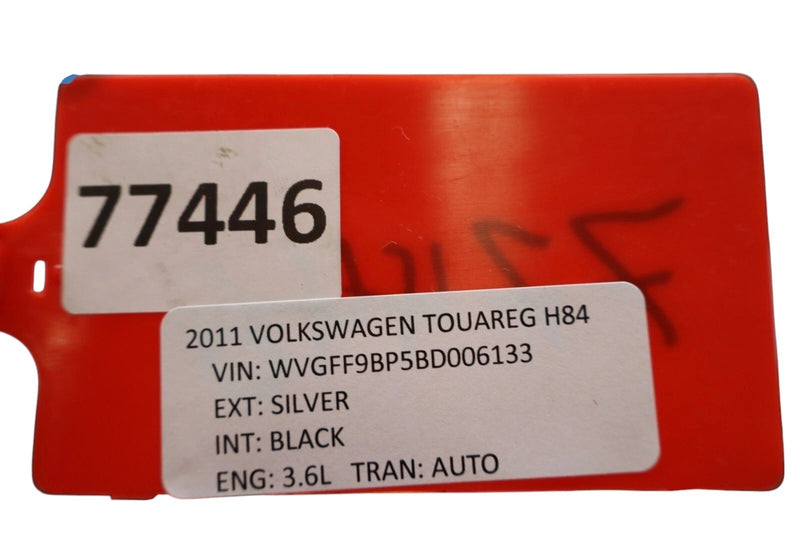 77446
2011 VOLKSWAGEN TOUAREG H84
VIN: WVGFF9BP5BD006133
EXT: SILVER
INT: BLACK
ENG: 3.6L TRAN: AUTO